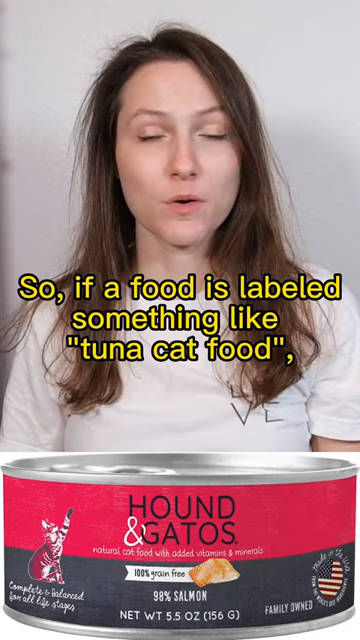 So, if a food is labeled
something like
"tuna cat food",
HOUND
&GATOS
natural cat food with added vitamins & minerals
100% grain free
98% SALMON
Complete & Balanced
for all life stages
NET WT 5.5 OZ (156 G)
FAMILY OWNED